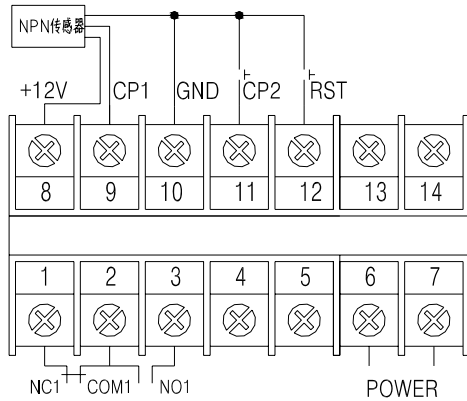 NPN传感器
+12V CP1 GND CP2 RST
8 9 10 11 12 13 14
1 2 3 4 5 6 7
NC1 COM1 NO1 POWER